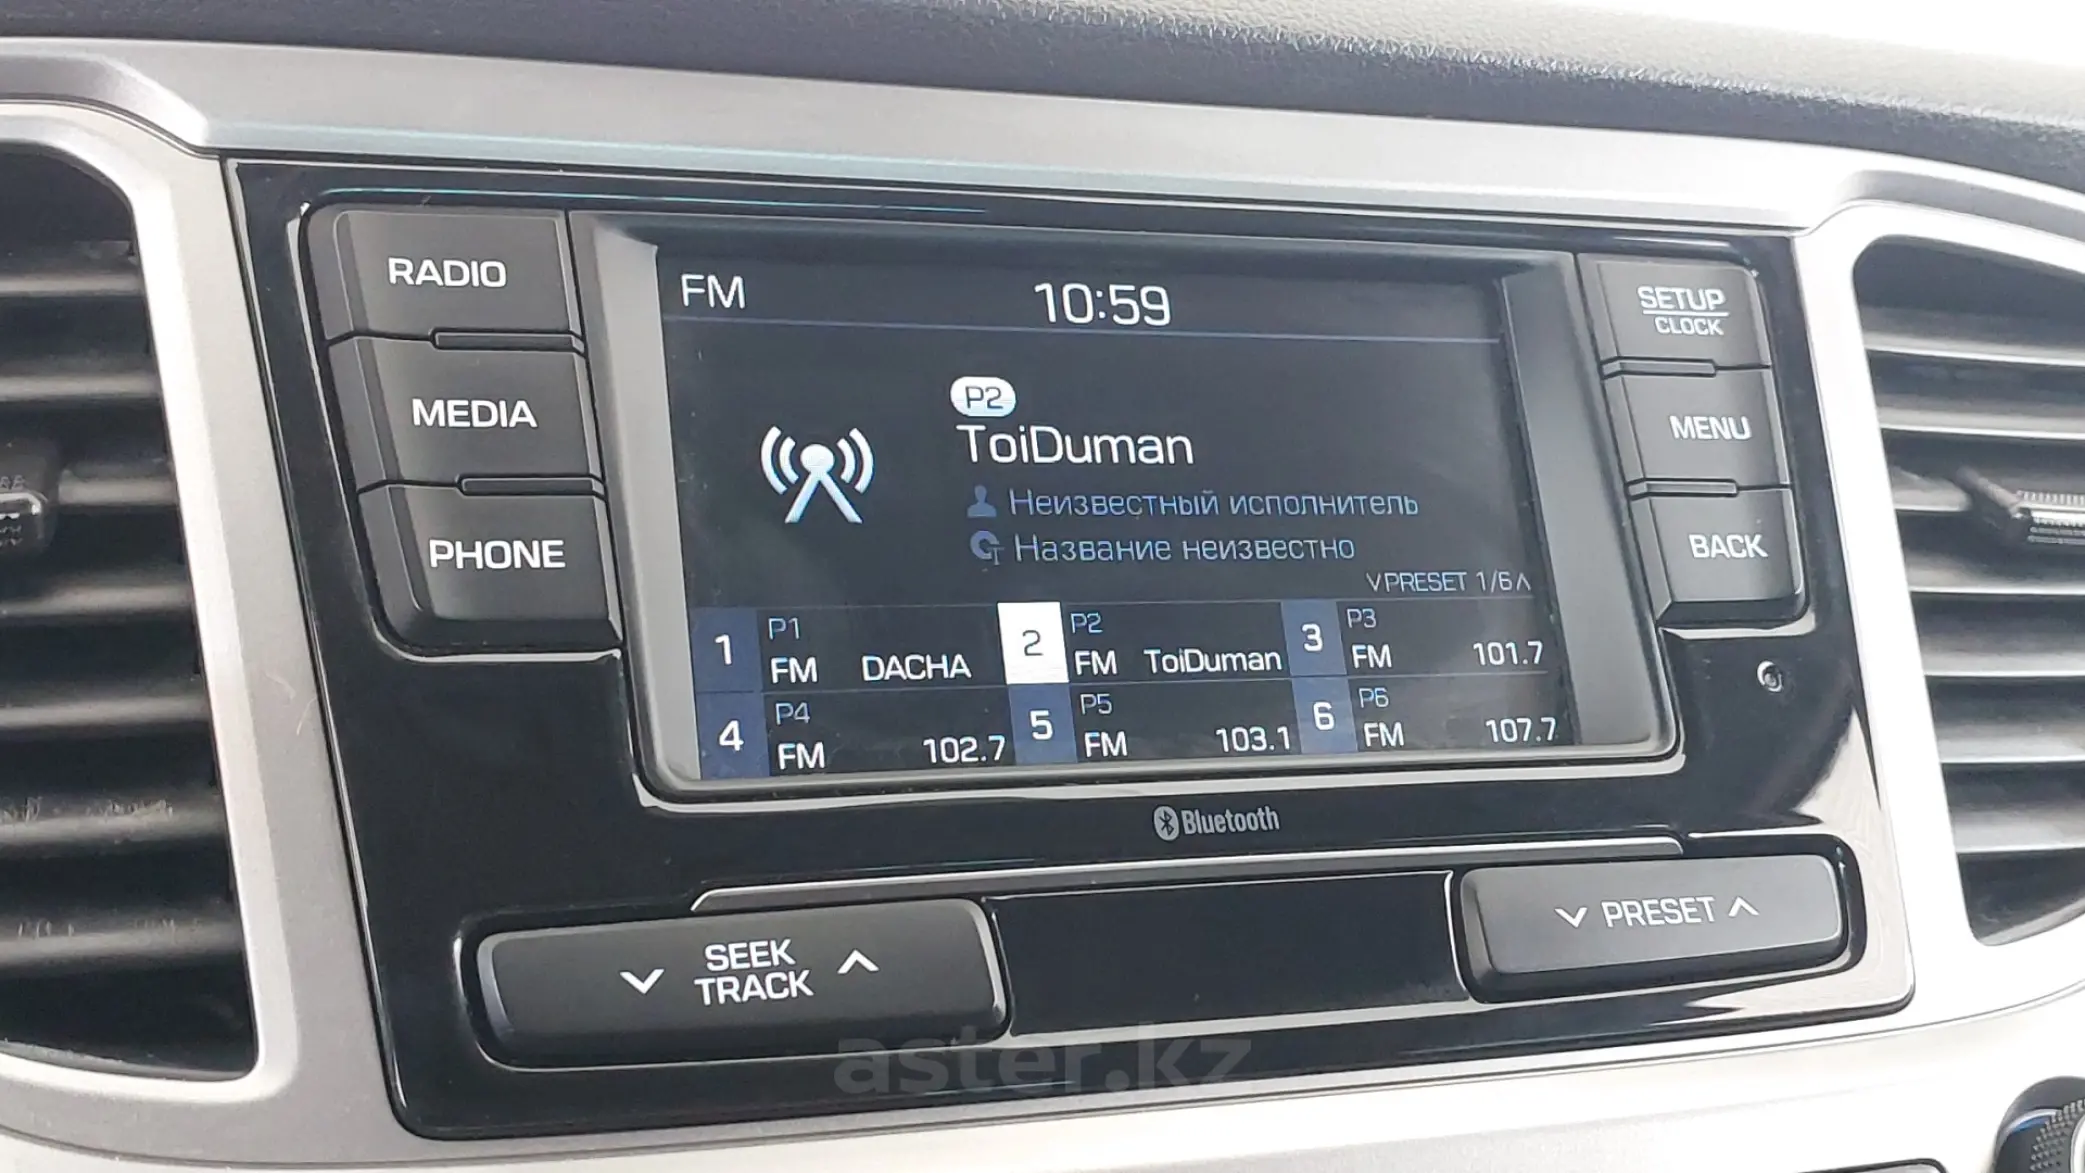 RADIO
MEDIA
PHONE
FM
10:59
P2
ToiDuman
Неизвестный исполнитель
Название неизвестно
PRESET 1/6
1 P1 FM DACHA
2 P2 FM ToiDuman
3 P3 FM 101.7
4 P4 FM 102.7
5 P5 FM 103.1
6 P6 FM 107.7
SETUP
CLOCK
MENU
BACK
Bluetooth
SEEK
TRACK
PRESET
aster.kz